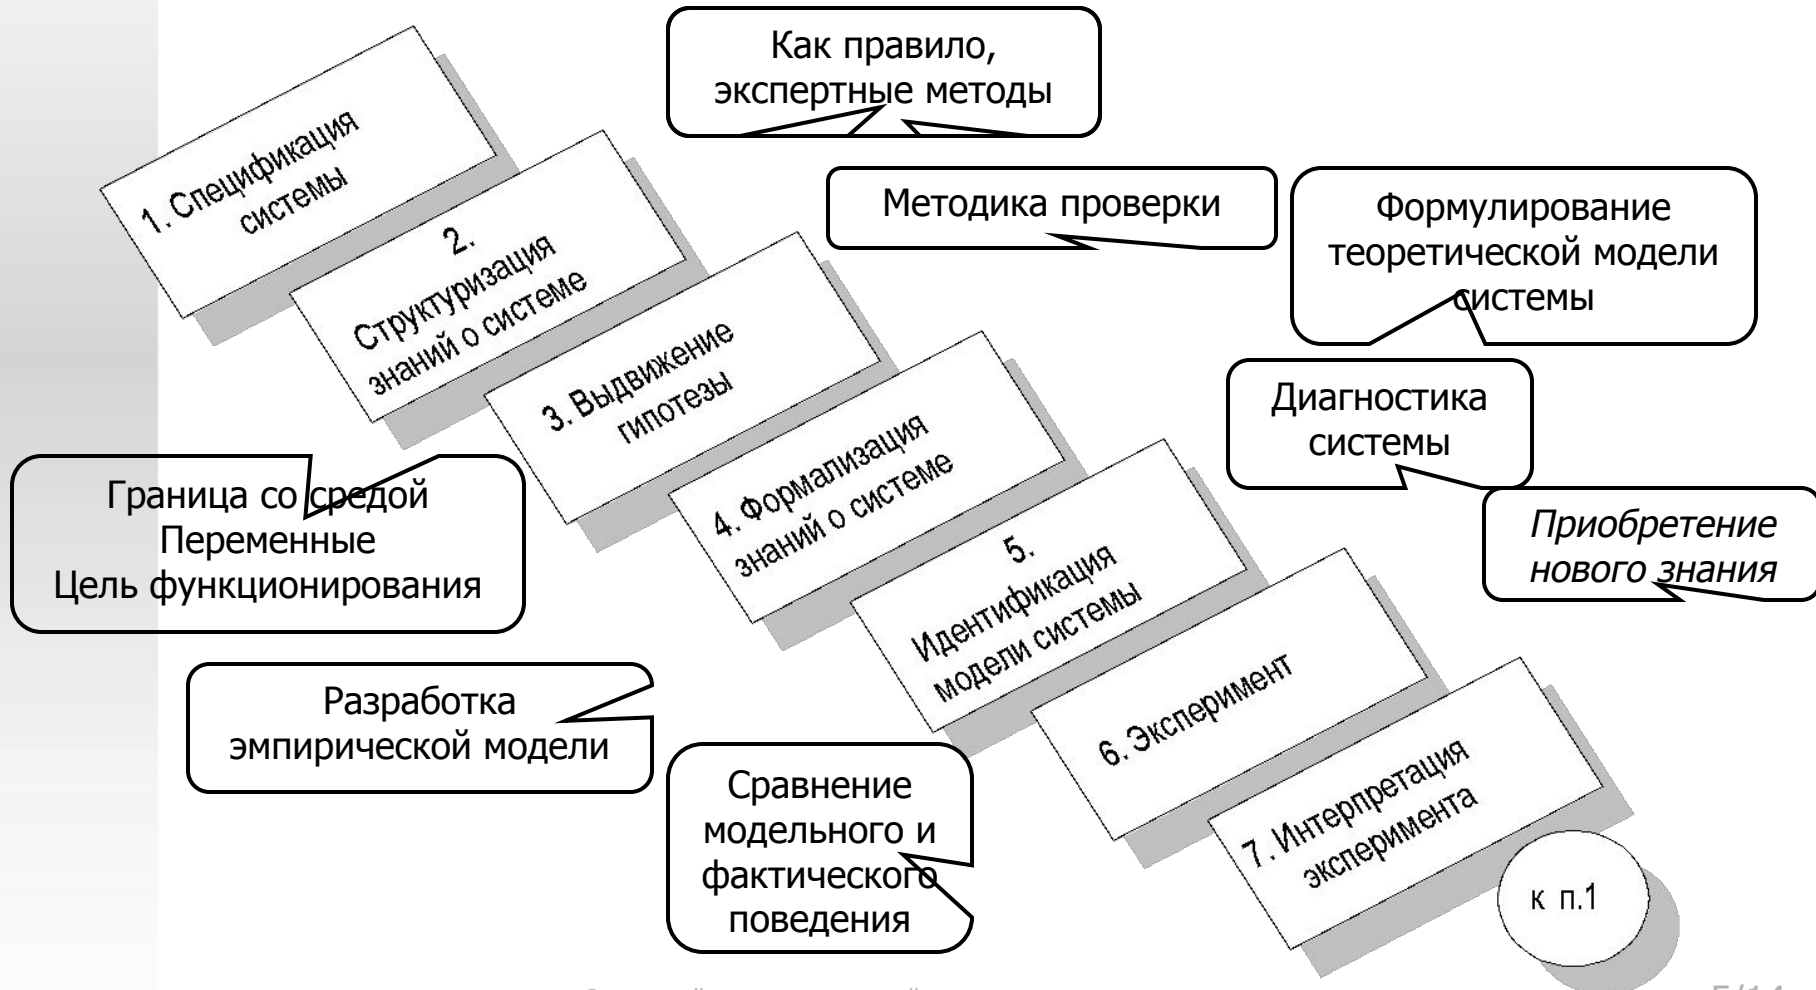 Как правило,
экспертные методы
1. Спецификация
системы
Методика проверки
Формулирование
теоретической модели
системы
2.
Структуризация
знаний о системе
3. Выдвижение
гипотезы
Диагностика
системы
4. Формализация
знаний о системе
Граница со средой
Переменные
Цель функционирования
Приобретение
нового знания
5.
Идентификация
модели системы
Разработка
эмпирической модели
6. Эксперимент
Сравнение
модельного и
фактического
поведения
7. Интерпретация
эксперимента
к п.1
5/14